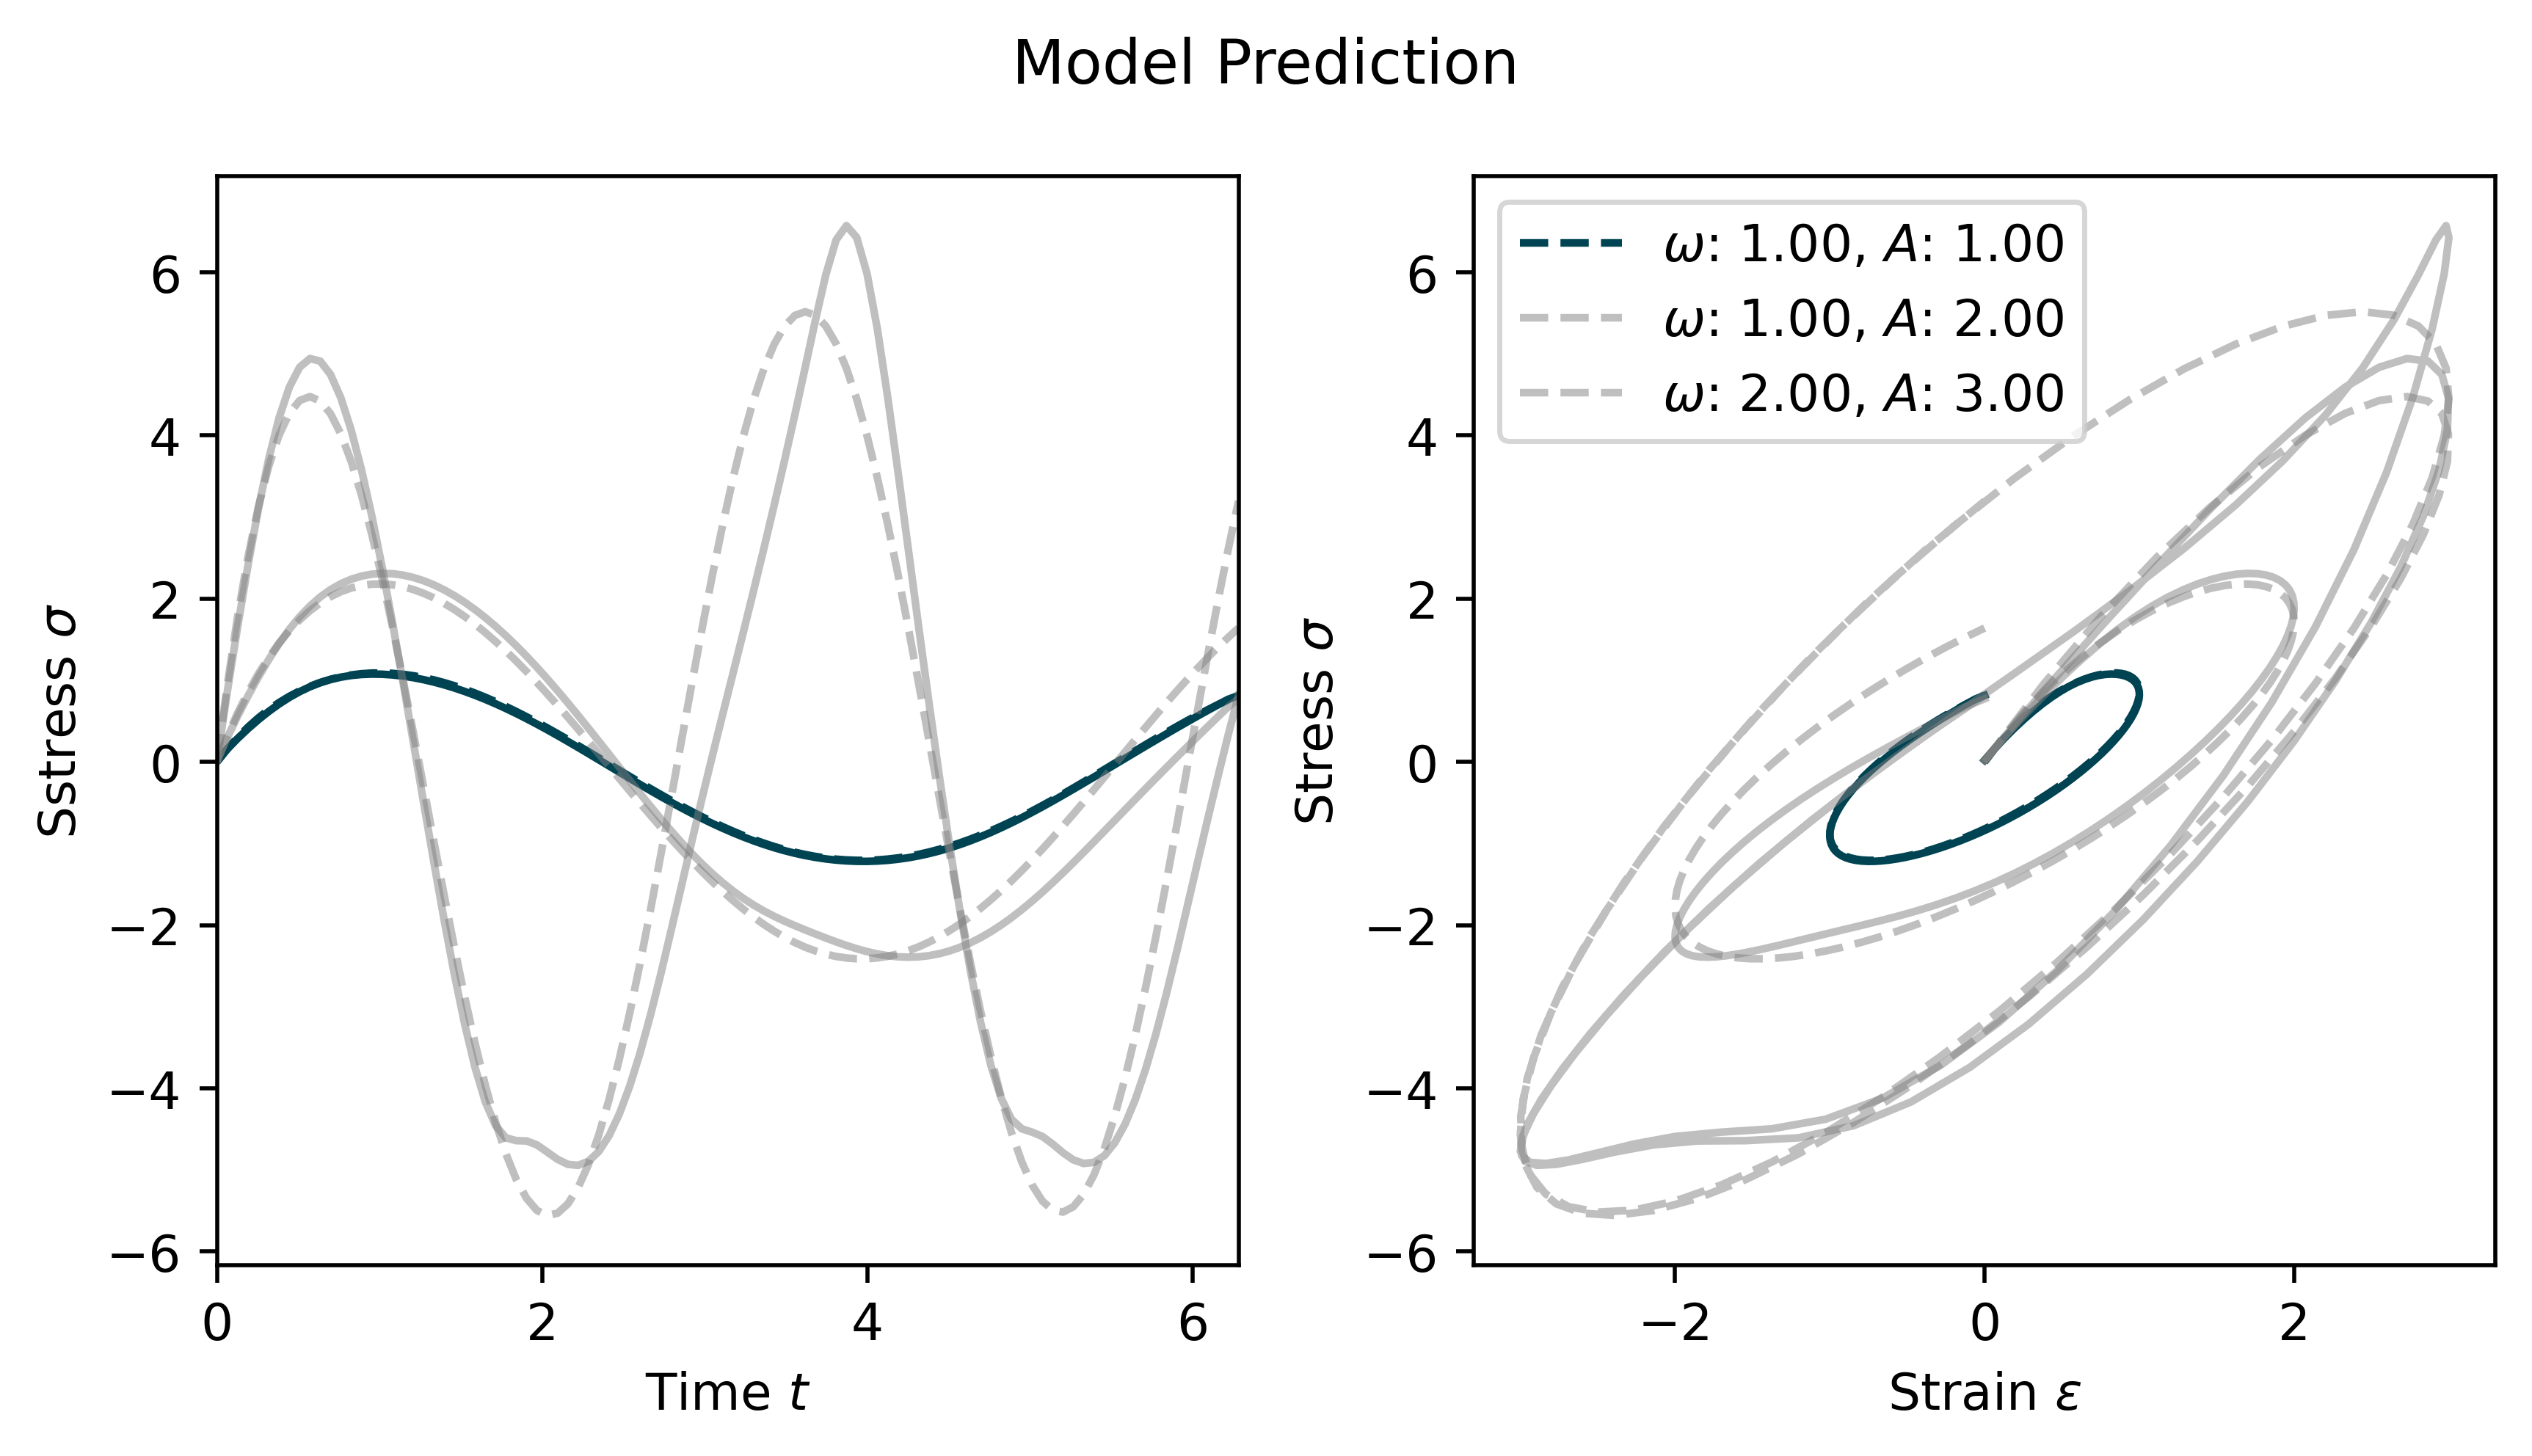 Model Prediction
Sstress σ
6
4
2
0
−2
−4
−6
0 2 4 6
Time t
Stress σ
6
4
2
0
−2
−4
−6
ω: 1.00, A: 1.00
ω: 1.00, A: 2.00
ω: 2.00, A: 3.00
−2 0 2
Strain ε